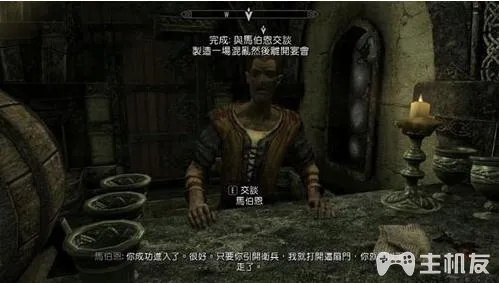 W
完成: 與馬伯恩交談
製造一場混亂然後離開宴會
[E] 交談
馬伯恩
馬伯恩: 你成功進入了。很好。只要你引開衛兵，我就打開這扇門，你就
走了。
主机友